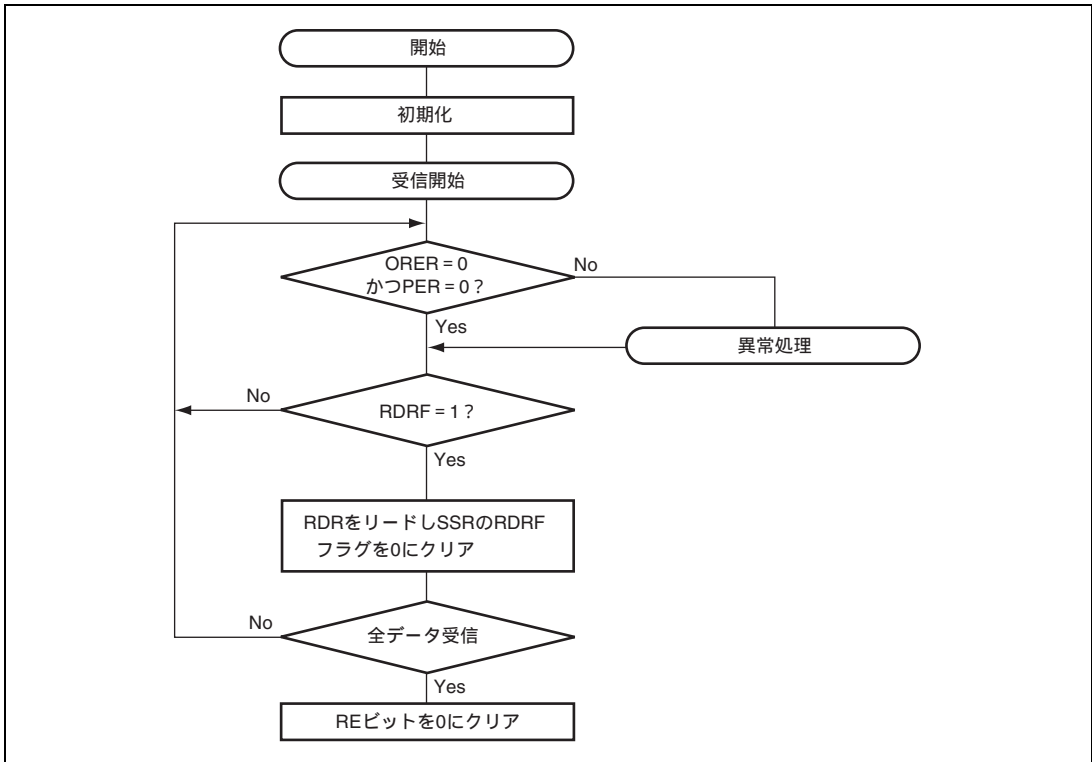 開始
初期化
受信開始
ORER = 0
かつPER = 0？
No
Yes
異常処理
No
RDRF = 1？
Yes
RDRをリードしSSRのRDRF
フラグを0にクリア
No
全データ受信
Yes
REビットを0にクリア